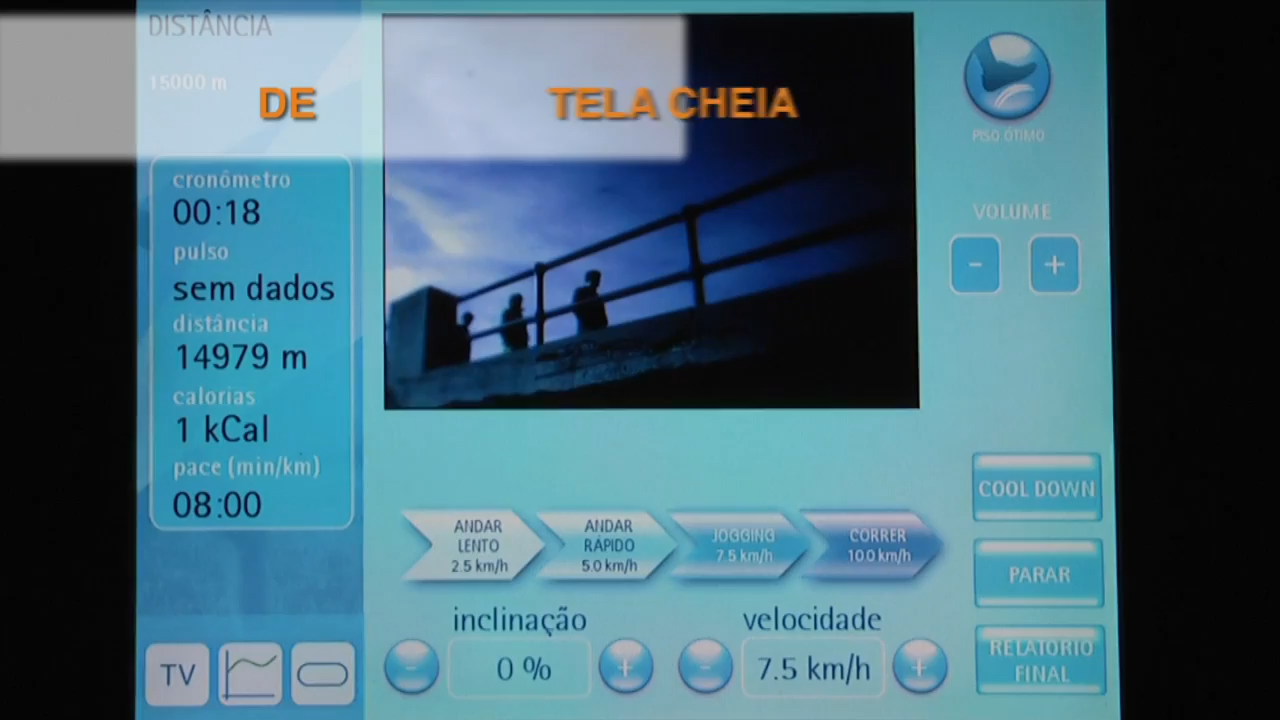 DISTÂNCIA
15000 m
DE TELA CHEIA
PISO ÓTIMO
cronômetro
00:18
pulso
sem dados
distância
14979 m
calorias
1 kCal
pace (min/km)
08:00
VOLUME
- +
COOL DOWN
PARAR
RELATORIO
FINAL
ANDAR
LENTO
2.5 km/h
ANDAR
RÁPIDO
5.0 km/h
JOGGING
7.5 km/h
CORRER
10.0 km/h
inclinação
- 0 % +
velocidade
- 7.5 km/h +
TV